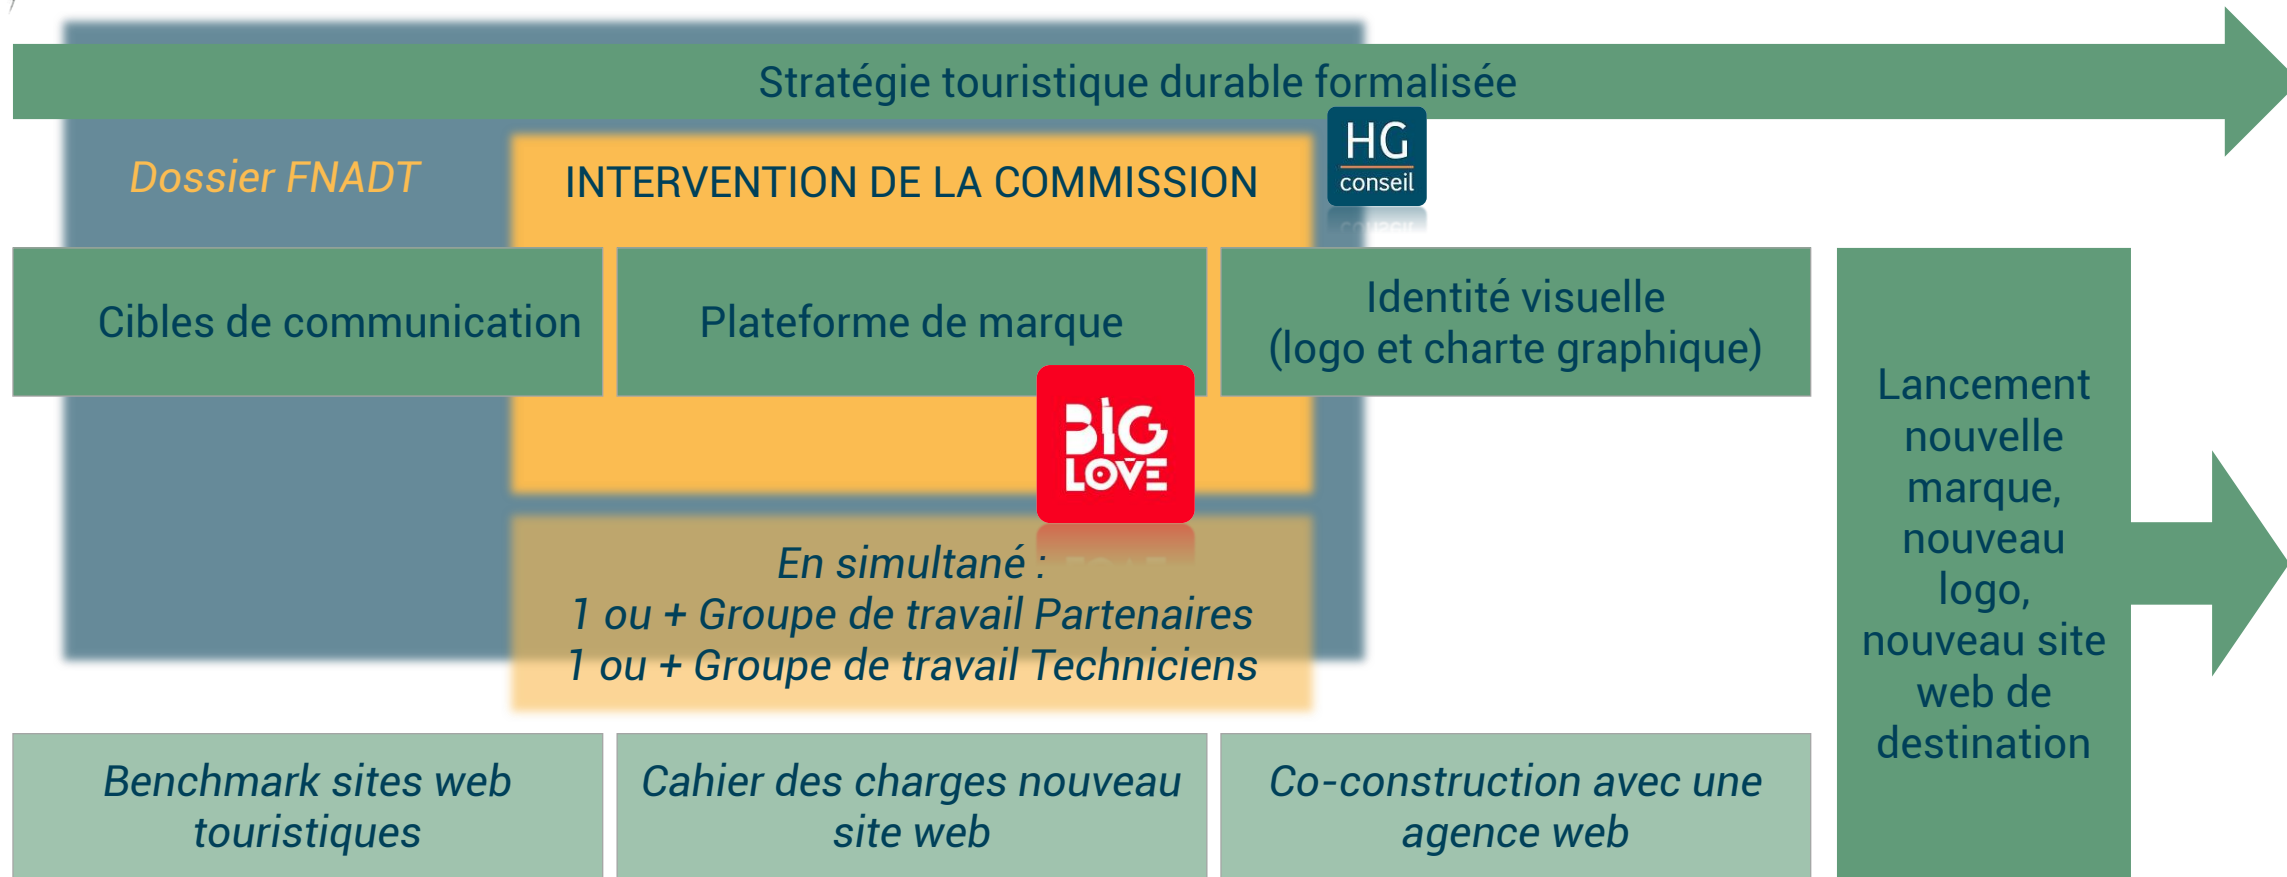 Stratégie touristique durable formalisée
Dossier FNADT
INTERVENTION DE LA COMMISSION
HG
conseil
Cibles de communication
Plateforme de marque
Identité visuelle
(logo et charte graphique)
BIG
LOVE
En simultané :
1 ou + Groupe de travail Partenaires
1 ou + Groupe de travail Techniciens
Lancement
nouvelle
marque,
nouveau
logo,
nouveau site
web de
destination
Benchmark sites web
touristiques
Cahier des charges nouveau
site web
Co-construction avec une
agence web